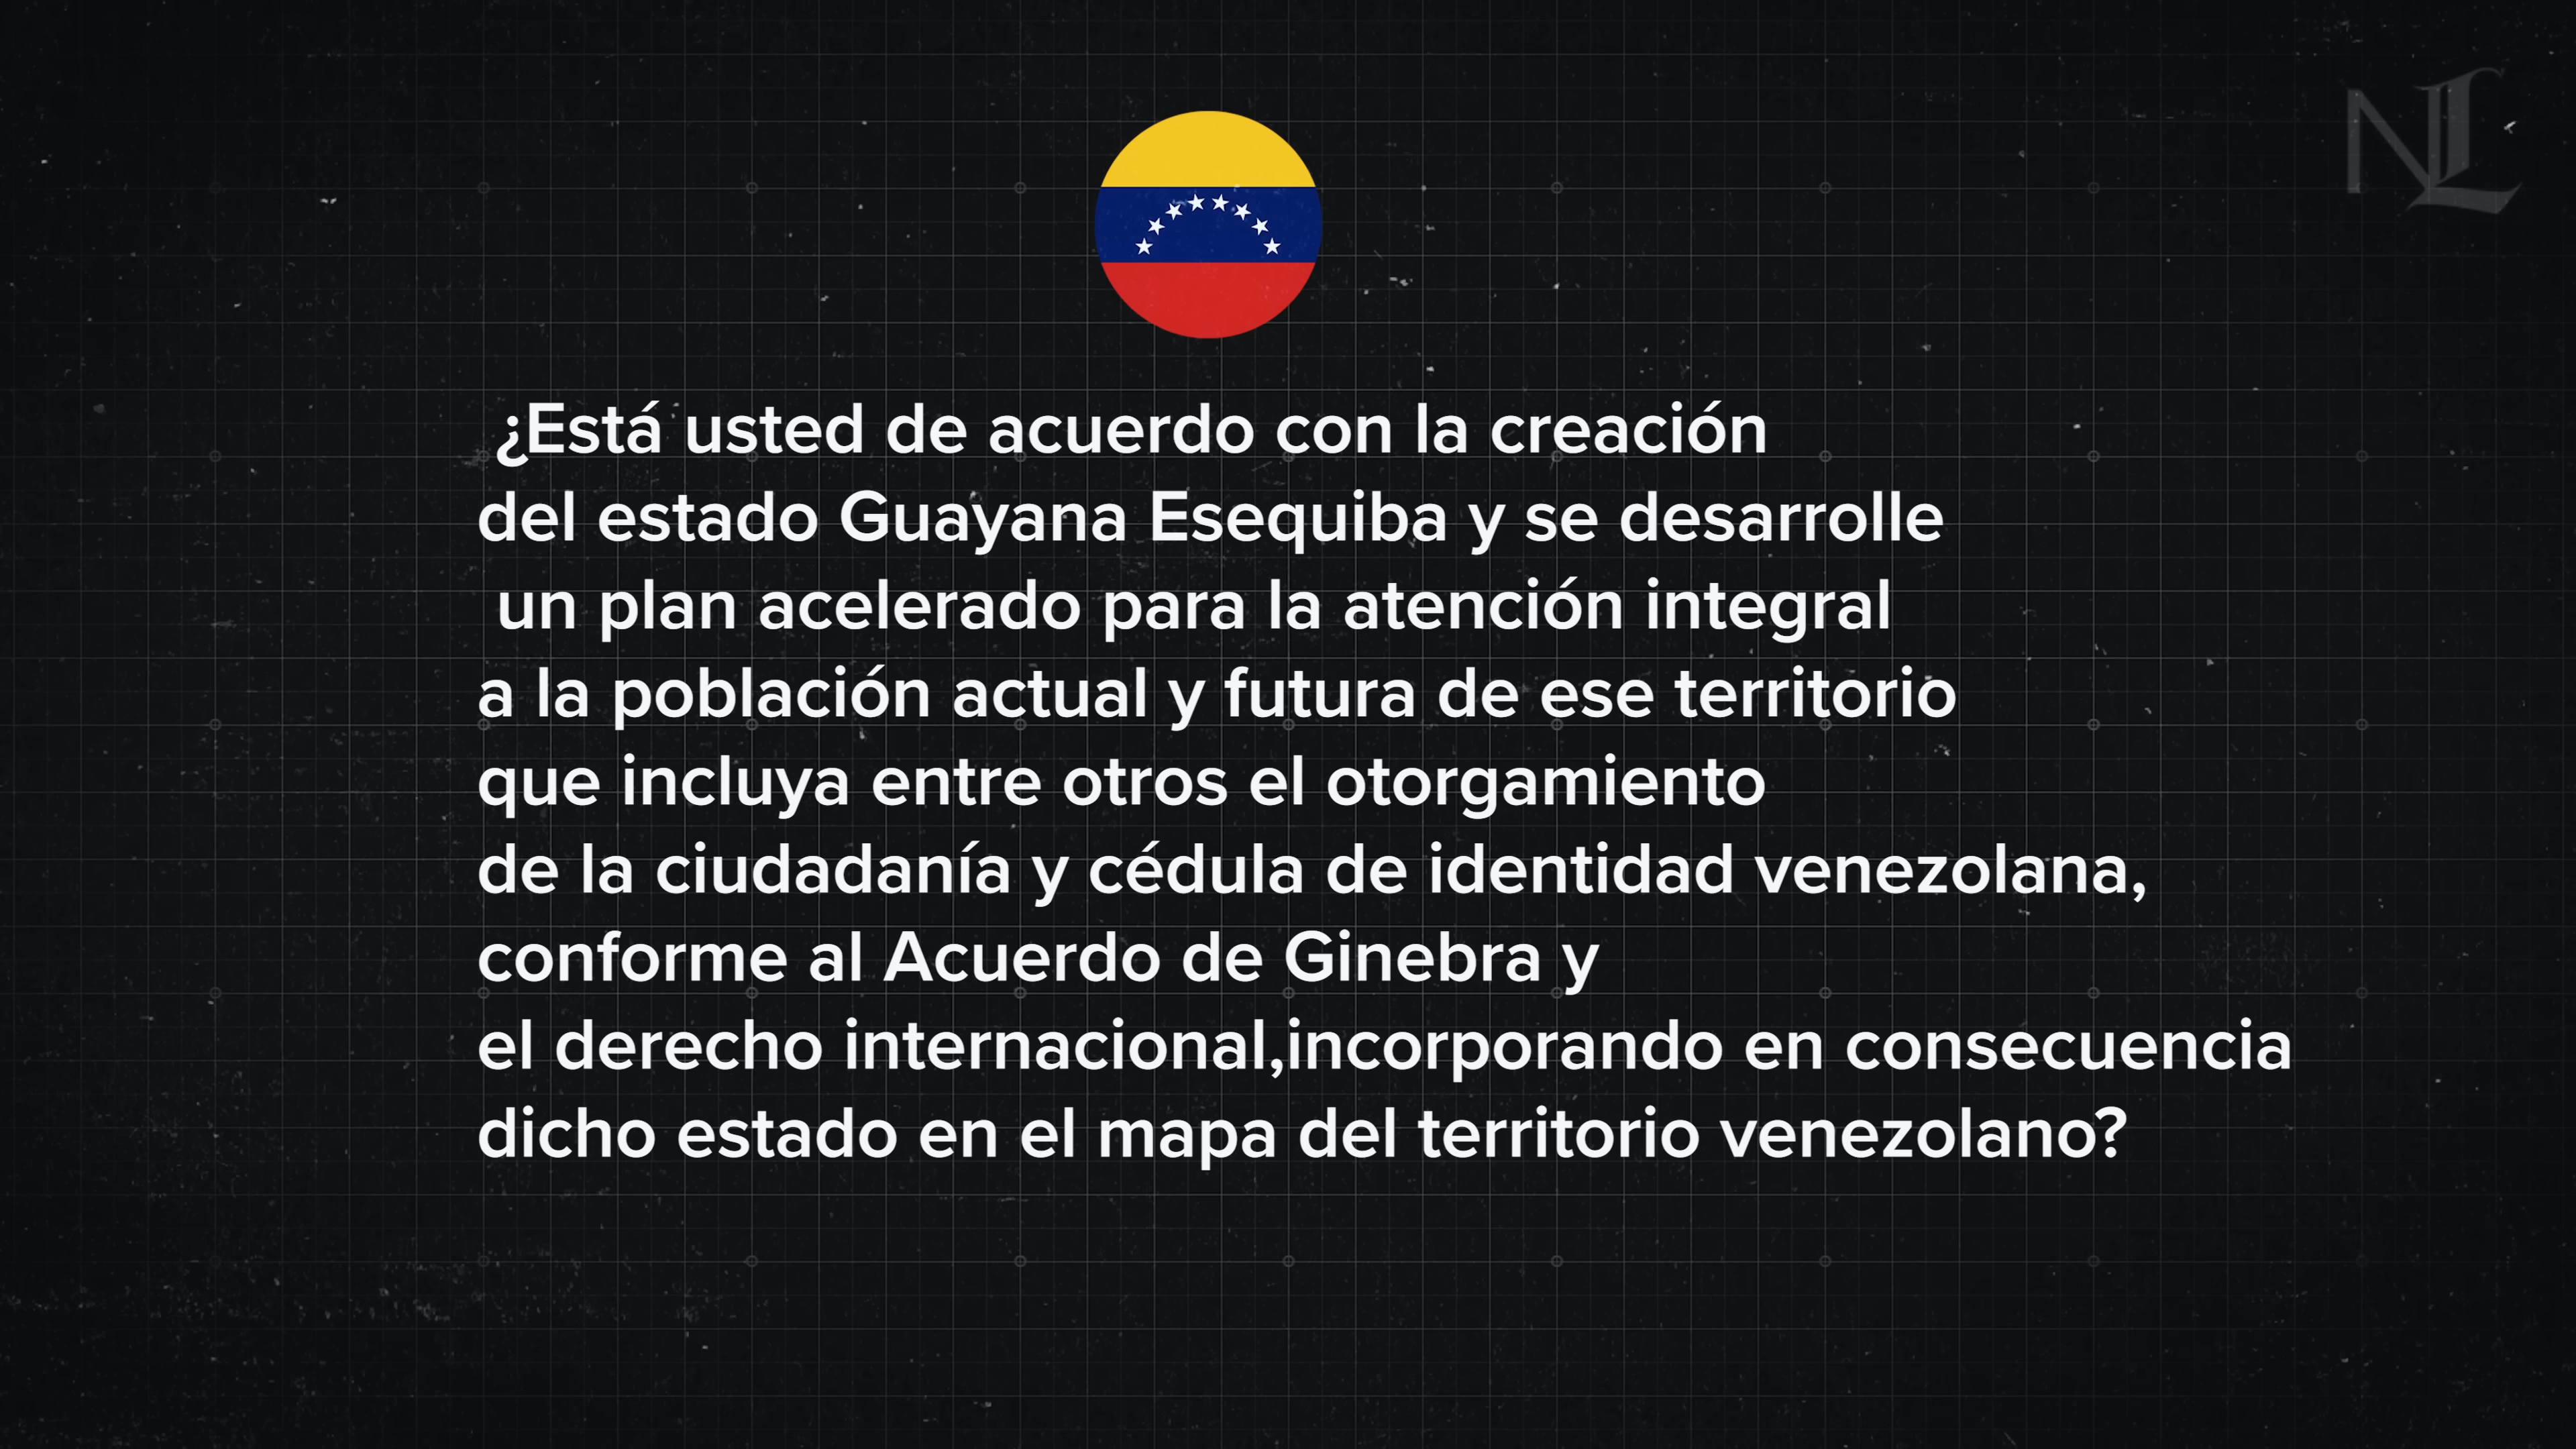 NL
¿Está usted de acuerdo con la creación
del estado Guayana Esequiba y se desarrolle
un plan acelerado para la atención integral
a la población actual y futura de ese territorio
que incluya entre otros el otorgamiento
de la ciudadanía y cédula de identidad venezolana,
conforme al Acuerdo de Ginebra y
el derecho internacional,incorporando en consecuencia
dicho estado en el mapa del territorio venezolano?